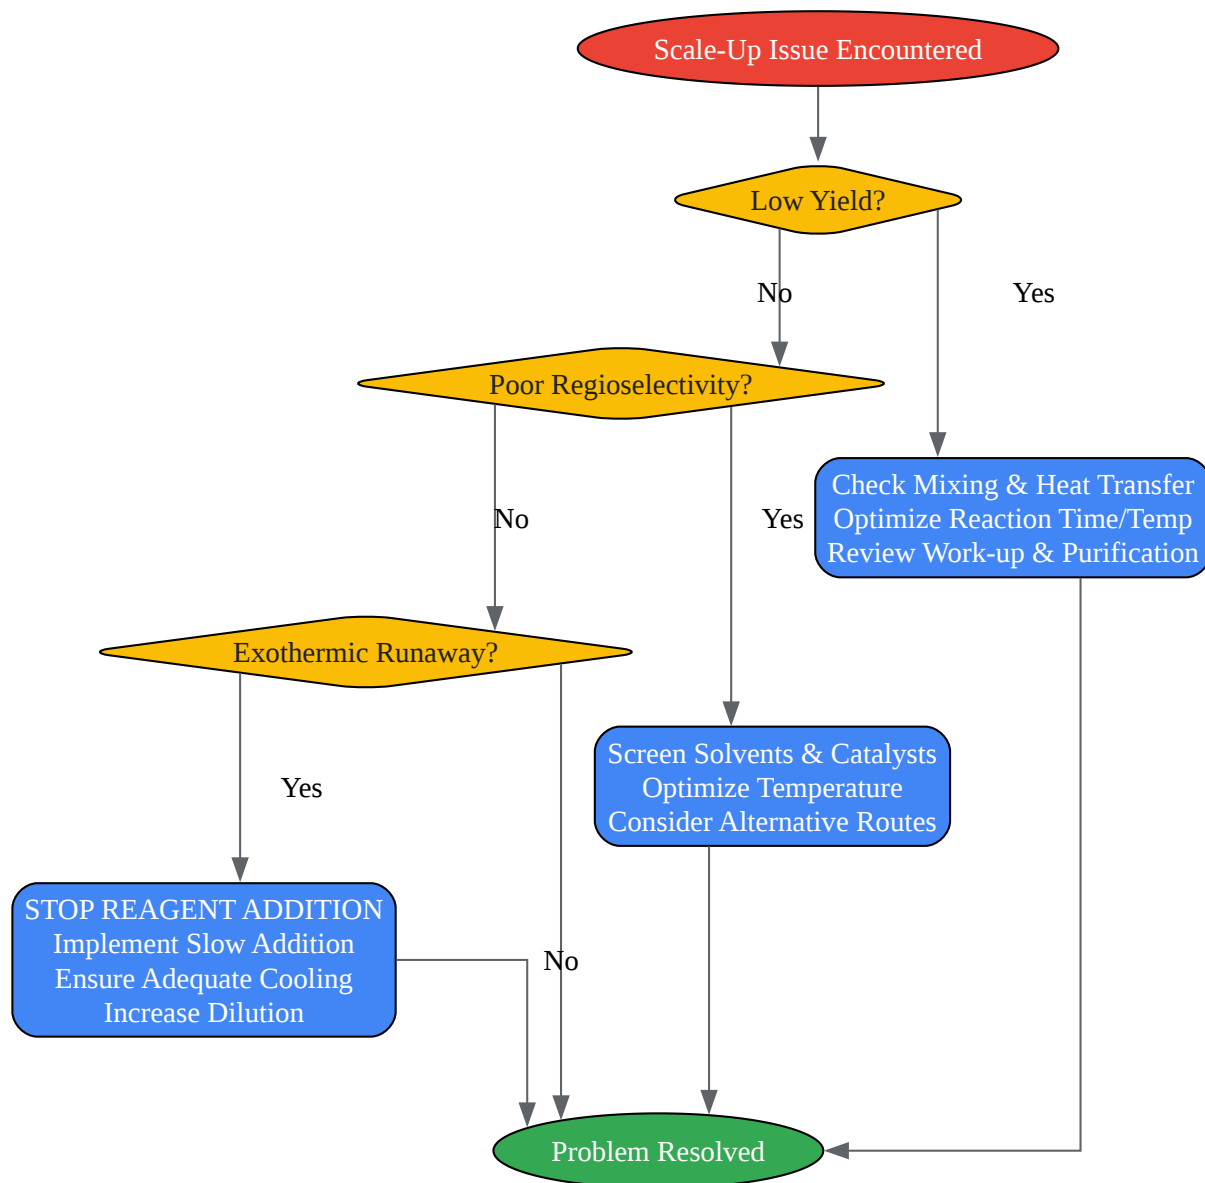 Scale-Up Issue Encountered
Low Yield?
No
Yes
Poor Regioselectivity?
No
Yes
Check Mixing & Heat Transfer
Optimize Reaction Time/Temp
Review Work-up & Purification
Exothermic Runaway?
Yes
Screen Solvents & Catalysts
Optimize Temperature
Consider Alternative Routes
STOP REAGENT ADDITION
Implement Slow Addition
Ensure Adequate Cooling
Increase Dilution
No
Problem Resolved